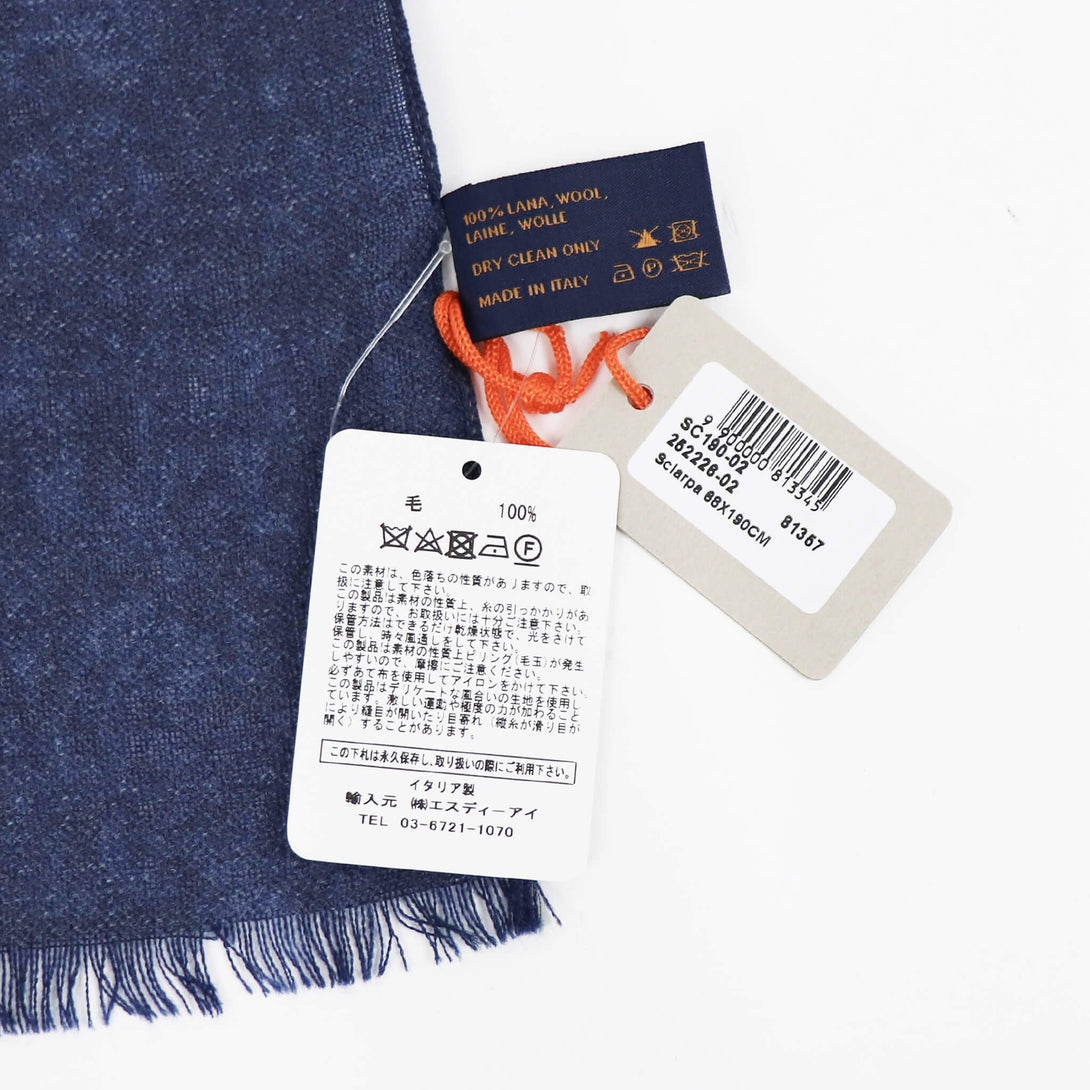 100% LANA, WOOL,
LAINE, WOLLE
DRY CLEAN ONLY
MADE IN ITALY
P
9 900000 813345
SC180-02
252226-02
81357
Sciarpa 68X190CM
毛 100%
F
この素材は、色落ちの性質がありますので、取
扱に注意して下さい。
この製品は素材の性質上、糸の引っかかりがあ
りますので、お取扱いには十分ご注意下さい。
保管方法はできるだけ乾燥状態で、光をさけて
保管し、時々風通しをして下さい。
この製品は素材の性質上ピリング(毛玉)が発生
しやすいので、摩擦にご注意ください。
必ずあて布を使用してアイロンをかけて下さい。
この製品はデリケートな風合いの生地を使用し
ています。激しい運動や極度の力が加わること
により縫目が開いたり目寄れ(縦糸が滑り目が
開く)することがあります。
この下札は永久保存し、取り扱いの際にご利用下さい。
イタリア製
輸入元 ㈱エスディーアイ
TEL 03-6721-1070